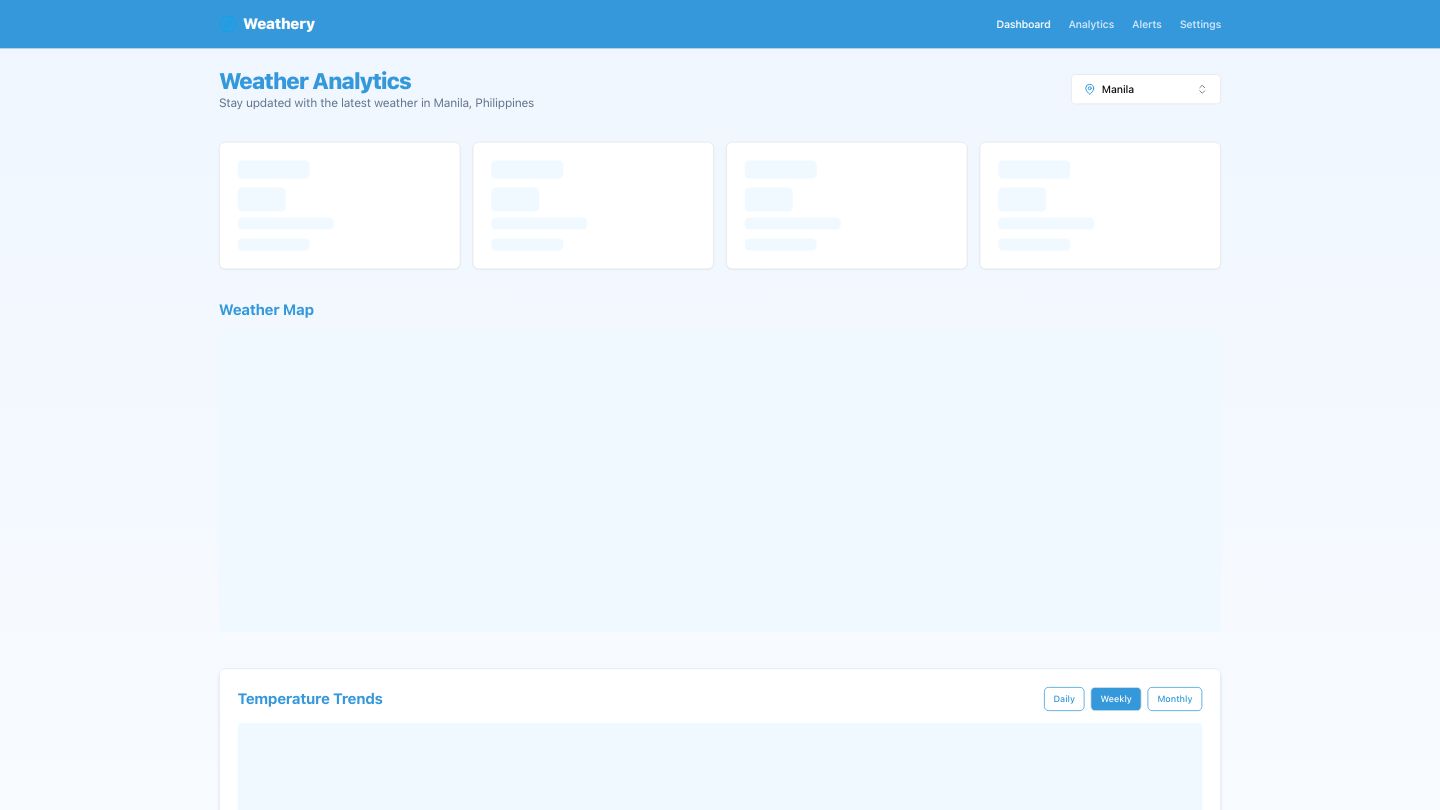 Weathery
Dashboard Analytics Alerts Settings
Weather Analytics
Stay updated with the latest weather in Manila, Philippines
Manila
Weather Map
Temperature Trends
Daily Weekly Monthly